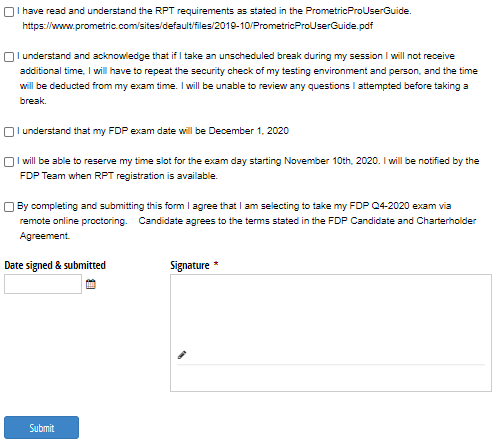 I have read and understand the RPT requirements as stated in the PrometricProUserGuide.
https://www.prometric.com/sites/default/files/2019-10/PrometricProUserGuide.pdf
I understand and acknowledge that if I take an unscheduled break during my session I will not receive
additional time, I will have to repeat the security check of my testing environment and person, and the time
will be deducted from my exam time. I will be unable to review any questions I attempted before taking a
break.
I understand that my FDP exam date will be December 1, 2020
I will be able to reserve my time slot for the exam day starting November 10th, 2020. I will be notified by the
FDP Team when RPT registration is available.
By completing and submitting this form I agree that I am selecting to take my FDP Q4-2020 exam via
remote online proctoring. Candidate agrees to the terms stated in the FDP Candidate and Charterholder
Agreement.
Date signed & submitted
Signature *
Submit